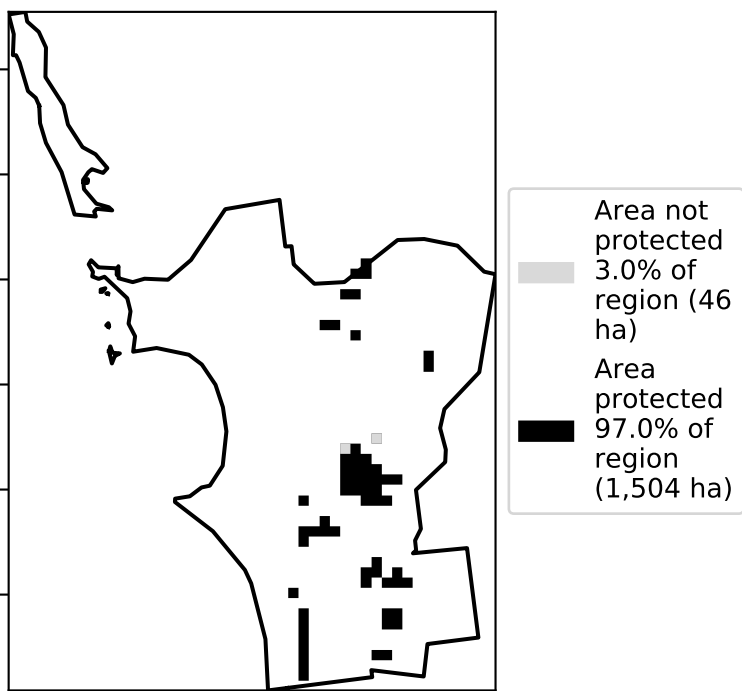 Area not
protected
3.0% of
region (46
ha)
Area
protected
97.0% of
region
(1,504 ha)